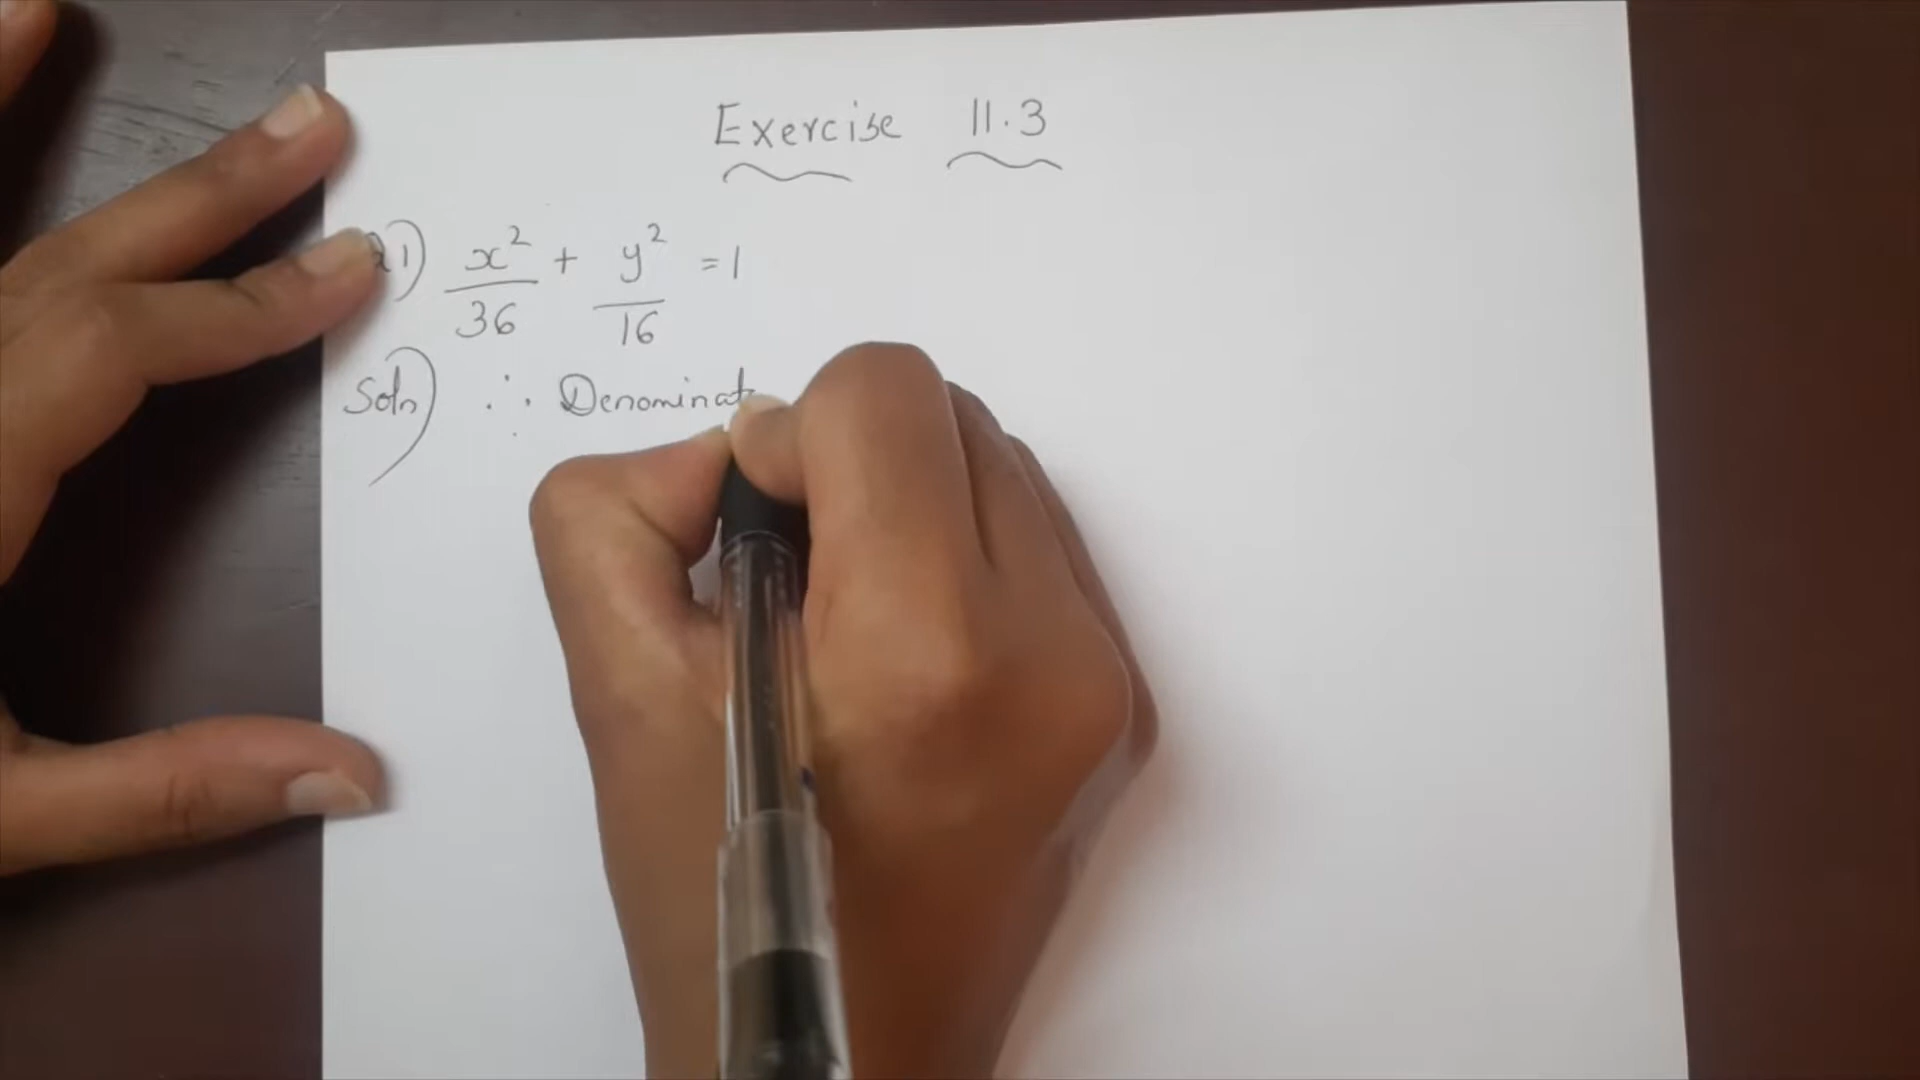 Exercise 11.3
Q1) x²/36 + y²/16 = 1
Soln) ∴ Denominat